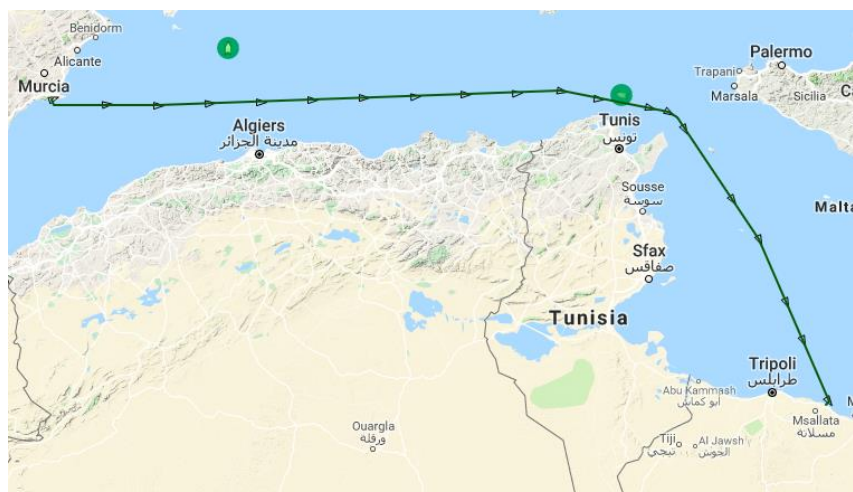 Benidorm
Alicante
Murcia
Palermo
Trapani
Marsala
Sicilia
Algiers
مدينة الجزائر
Tunis
تونس
Sousse
سوسة
Malta
Sfax
صفاقس
Tunisia
Tripoli
طرابلس
Abu Kammash
أبو كماش
Msallata
مسلاتة
Ouargla
ورقلة
Tiji
تيجي
Al Jawsh
الجوش